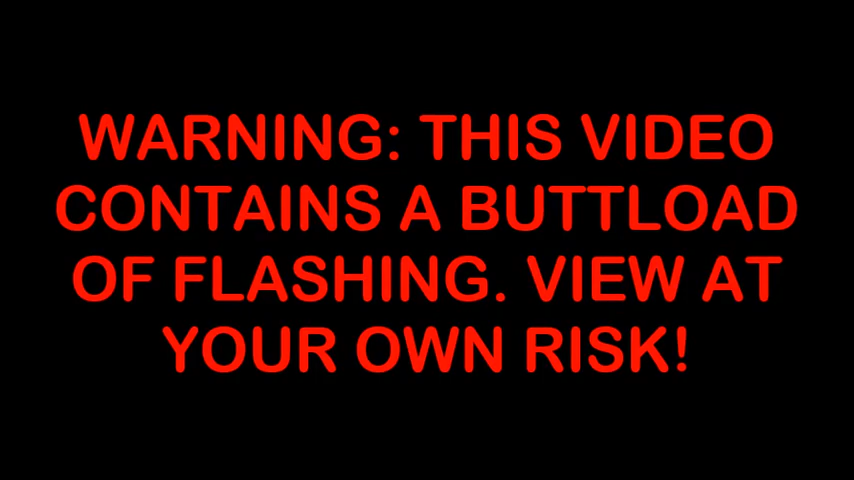 WARNING: THIS VIDEO
CONTAINS A BUTTLOAD
OF FLASHING. VIEW AT
YOUR OWN RISK!